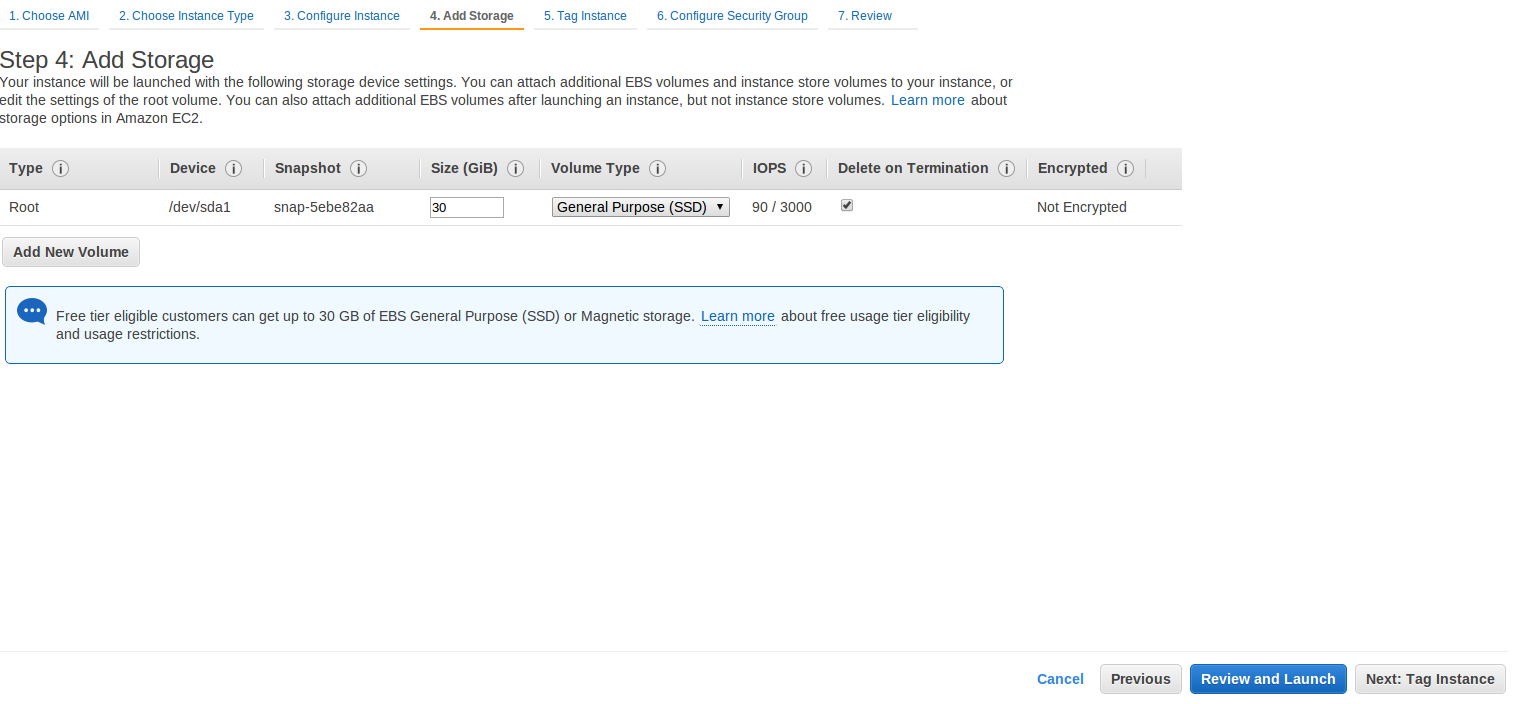 1. Choose AMI 2. Choose Instance Type 3. Configure Instance 4. Add Storage 5. Tag Instance 6. Configure Security Group 7. Review
Step 4: Add Storage
Your instance will be launched with the following storage device settings. You can attach additional EBS volumes and instance store volumes to your instance, or
edit the settings of the root volume. You can also attach additional EBS volumes after launching an instance, but not instance store volumes. Learn more about
storage options in Amazon EC2.
Type i Device i Snapshot i Size (GiB) i Volume Type i IOPS i Delete on Termination i Encrypted i
Root /dev/sda1 snap-5ebe82aa 30 General Purpose (SSD) 90 / 3000 Not Encrypted
Add New Volume
Free tier eligible customers can get up to 30 GB of EBS General Purpose (SSD) or Magnetic storage. Learn more about free usage tier eligibility
and usage restrictions.
Cancel Previous Review and Launch Next: Tag Instance